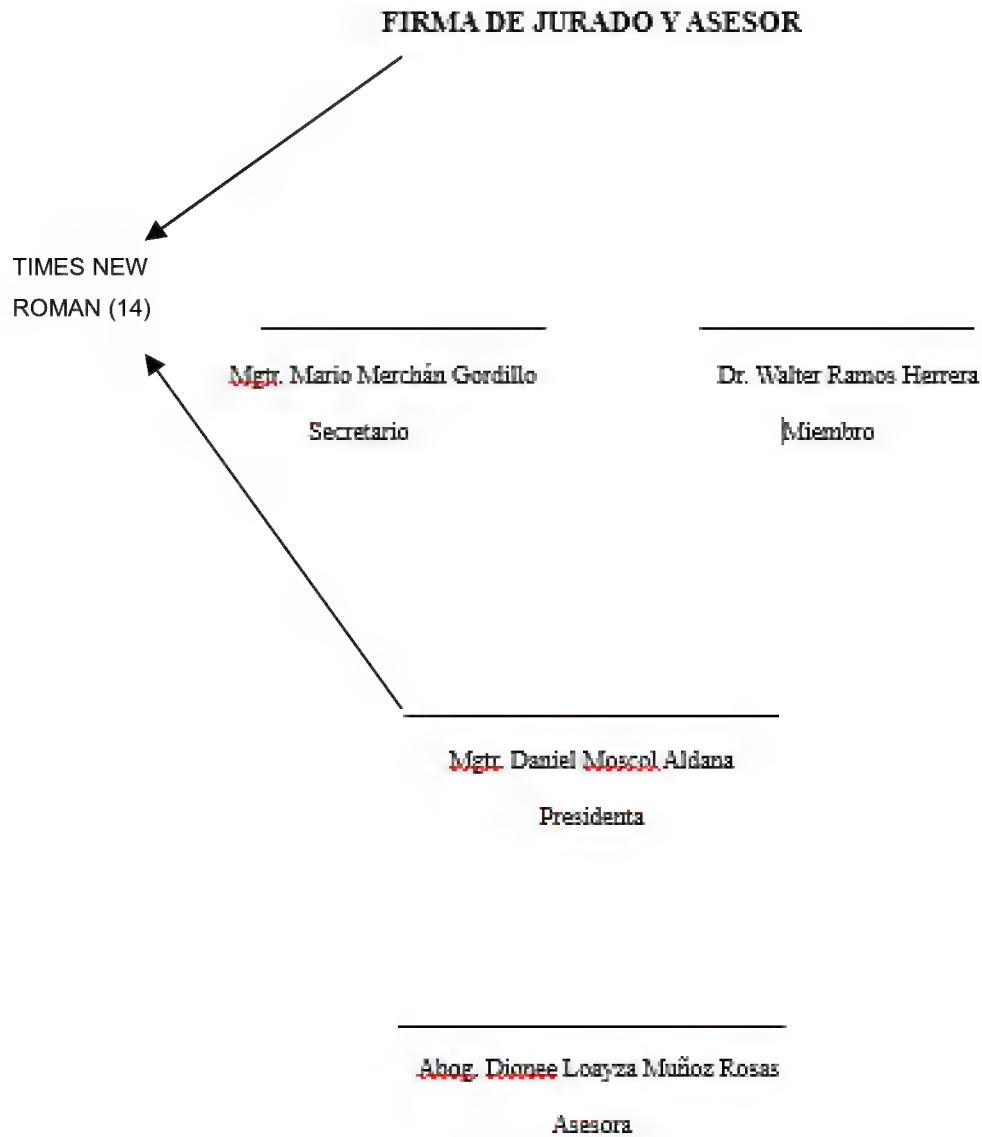 FIRMA DE JURADO Y ASESOR
TIMES NEW
ROMAN (14)
Mgtr. Mario Merchán Gordillo
Dr. Walter Ramos Herrera
Secretario
Miembro
Mgtr. Daniel Moscol Aldana
Presidenta
Abog. Dionee Loayza Muñoz Rosas
Asesora